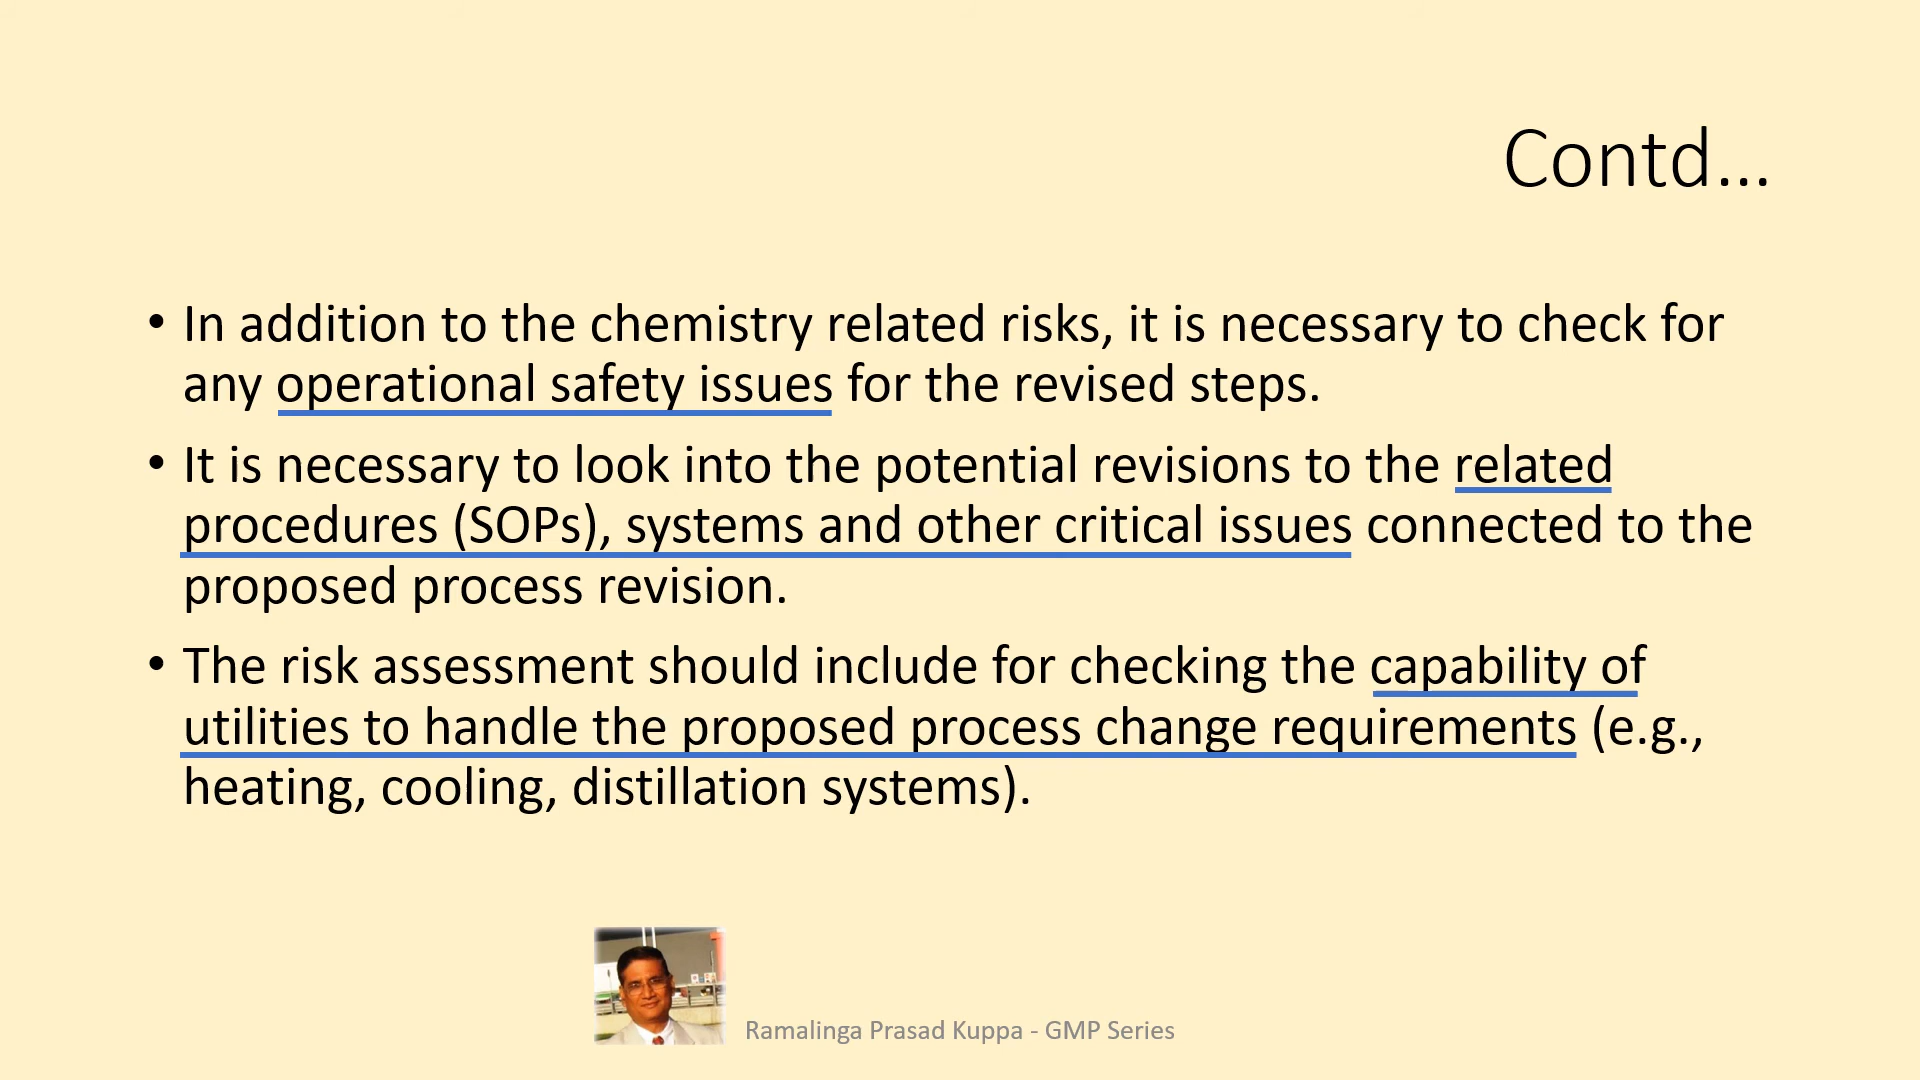 Contd...
• In addition to the chemistry related risks, it is necessary to check for
any operational safety issues for the revised steps.
• It is necessary to look into the potential revisions to the related
procedures (SOPs), systems and other critical issues connected to the
proposed process revision.
• The risk assessment should include for checking the capability of
utilities to handle the proposed process change requirements (e.g.,
heating, cooling, distillation systems).
Ramalinga Prasad Kuppa - GMP Series